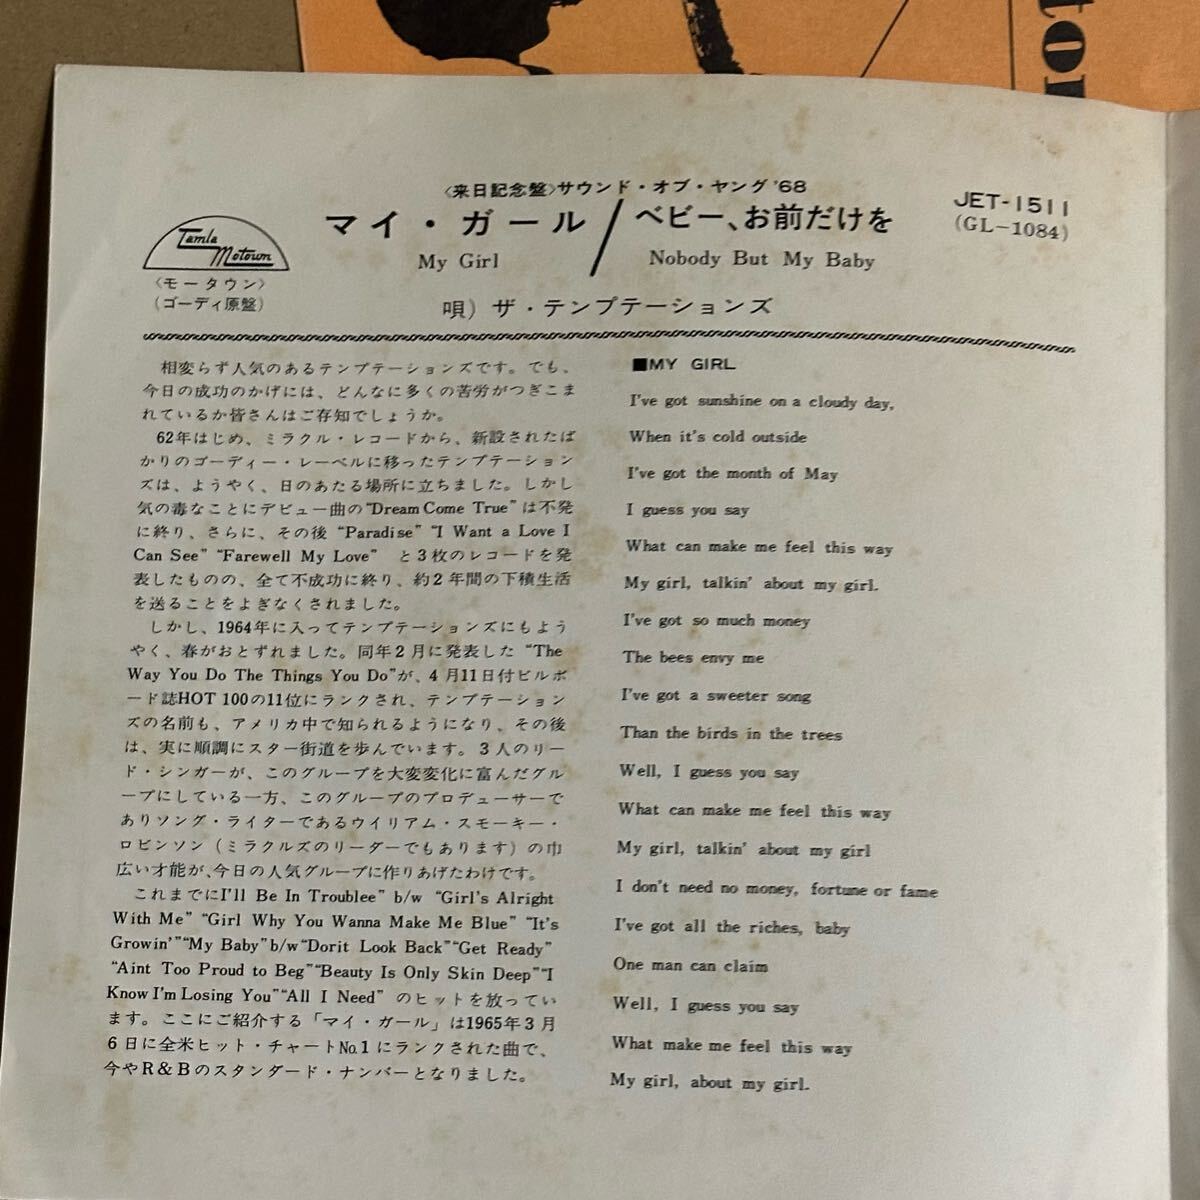 tor
〈来日記念盤〉サウンド・オブ・ヤング '68
JET-1511
(GL-1084)
Tamla Motown
〈モータウン〉
(ゴーディ原盤)
マイ・ガール／ベビー、お前だけを
My Girl
Nobody But My Baby
唄) ザ・テンプテーションズ
相変らず人気のあるテンプテーションズです。でも、
今日の成功のかげには、どんなに多くの苦労がつぎこま
れているか皆さんはご存知でしょうか。
62年はじめ、ミラクル・レコードから、新設されたば
かりのゴーディー・レーベルに移ったテンプテーション
ズは、ようやく、日のあたる場所に立ちました。しかし
気の毒なことにデビュー曲の“Dream Come True”は不発
に終り、さらに、その後 “Paradise” “I Want a Love I
Can See” “Farewell My Love” と3枚のレコードを発
表したものの、全て不成功に終り、約2年間の下積生活
を送ることをよぎなくされました。
しかし、1964年に入ってテンプテーションズにもよう
やく、春がおとずれました。同年2月に発表した “The
Way You Do The Things You Do”が、4月11日付ビルボ
ード誌HOT 100の11位にランクされ、テンプテーション
ズの名前も、アメリカ中で知られるようになり、その後
は、実に順調にスター街道を歩んでいます。3人のリー
ド・シンガーが、このグループを大変変化に富んだグル
ープにしている一方、このグループのプロデューサーで
ありソング・ライターであるウイリアム・スモーキー・
ロビンソン（ミラクルズのリーダーでもあります）の巾
広い才能が、今日の人気グループに作りあげたわけです。
これまでにI'll Be In Troublee” b/w “Girl's Alright
With Me” “Girl Why You Wanna Make Me Blue” “It's
Growin'”“My Baby”b/w“Dorit Look Back”“Get Ready”
“Aint Too Proud to Beg”“Beauty Is Only Skin Deep”“I
Know I'm Losing You”“All I Need” のヒットを放ってい
ます。ここにご紹介する「マイ・ガール」は1965年3月
6日に全米ヒット・チャートNo.1にランクされた曲で、
今やR＆Bのスタンダード・ナンバーとなりました。
■MY GIRL
I've got sunshine on a cloudy day,
When it's cold outside
I've got the month of May
I guess you say
What can make me feel this way
My girl, talkin' about my girl.
I've got so much money
The bees envy me
I've got a sweeter song
Than the birds in the trees
Well, I guess you say
What can make me feel this way
My girl, talkin' about my girl
I don't need no money, fortune or fame
I've got all the riches, baby
One man can claim
Well, I guess you say
What make me feel this way
My girl, about my girl.